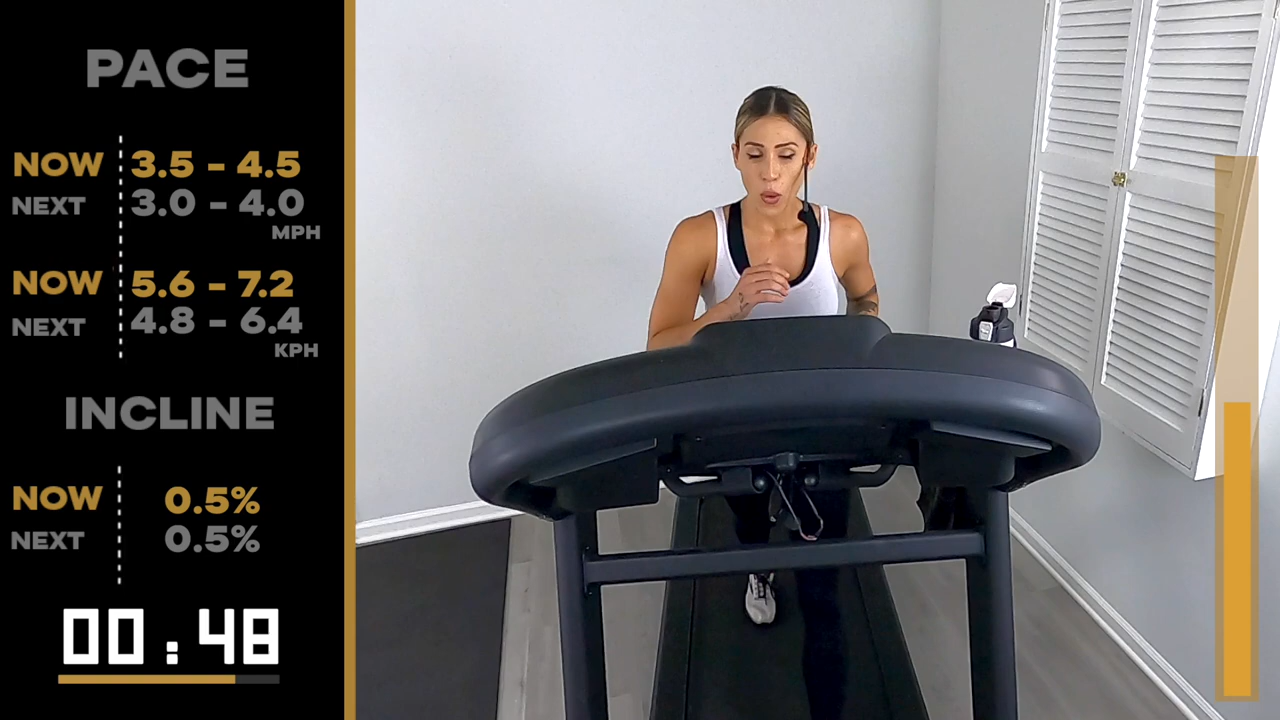 PACE
NOW 3.5 - 4.5
NEXT 3.0 - 4.0
MPH
NOW 5.6 - 7.2
NEXT 4.8 - 6.4
KPH
INCLINE
NOW 0.5%
NEXT 0.5%
00:48